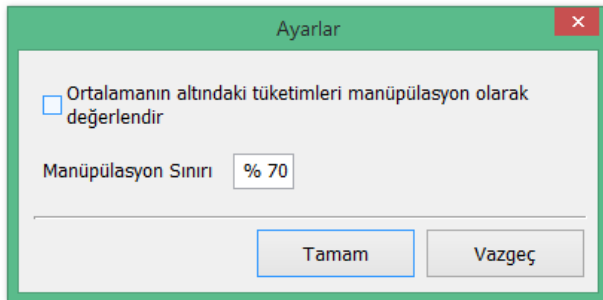 Ayarlar
Ortalamanın altındaki tüketimleri manüpülasyon olarak
değerlendir
Manüpülasyon Sınırı % 70
Tamam Vazgeç